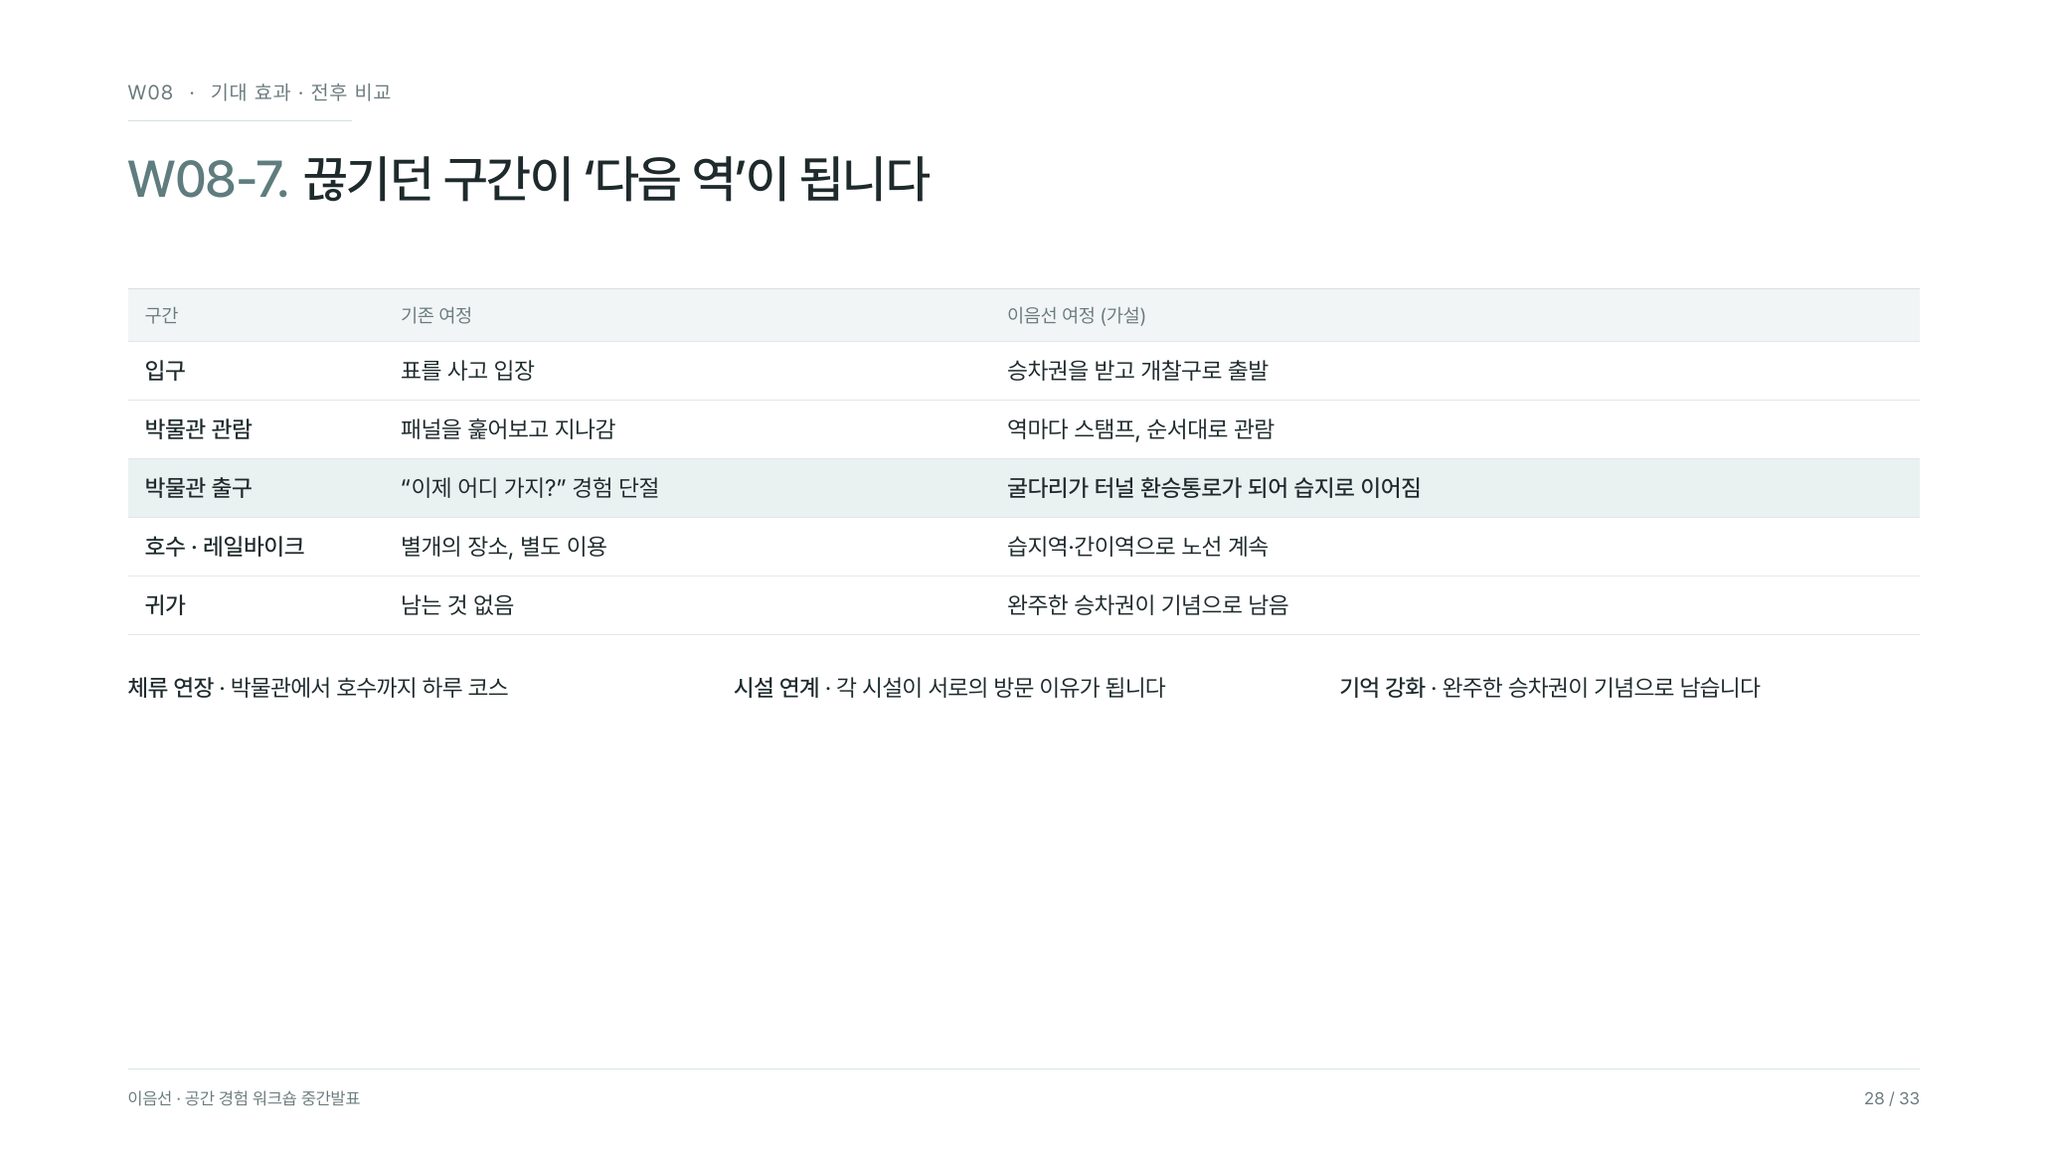 W08 · 기대 효과 · 전후 비교
W08-7. 끊기던 구간이 ‘다음 역’이 됩니다
구간 기존 여정 이음선 여정 (가설)
입구 표를 사고 입장 승차권을 받고 개찰구로 출발
박물관 관람 패널을 훑어보고 지나감 역마다 스탬프, 순서대로 관람
박물관 출구 “이제 어디 가지?” 경험 단절 굴다리가 터널 환승통로가 되어 습지로 이어짐
호수 · 레일바이크 별개의 장소, 별도 이용 습지역·간이역으로 노선 계속
귀가 남는 것 없음 완주한 승차권이 기념으로 남음
체류 연장 · 박물관에서 호수까지 하루 코스 시설 연계 · 각 시설이 서로의 방문 이유가 됩니다 기억 강화 · 완주한 승차권이 기념으로 남습니다
이음선 · 공간 경험 워크숍 중간발표 28 / 33